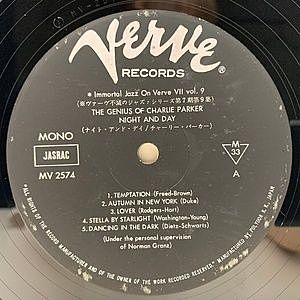 Verve
RECORDS
* Immortal Jazz On Verve VII vol. 9
(※ヴァーヴ不滅のジャズ・シリーズ第7期第9集)
THE GENIUS OF CHARLIE PARKER
NIGHT AND DAY
(ナイト・アンド・デイ/チャーリー・パーカー)
MONO
JASRAC
MV 2574
M
33
A
1. TEMPTATION (Freed-Brown)
2. AUTUMN IN NEW YORK (Duke)
3. LOVER (Rodgers-Hart)
4. STELLA BY STARLIGHT (Washington-Young)
5. DANCING IN THE DARK (Dietz-Schwarts)
(Under the personal supervision
of Norman Granz)
ALL RIGHTS OF THE MANUFACTURER AND OF THE OWNER OF THE WORK RECORDED RESERVED
MANUFACTURED BY POLYDOR K.K. JAPAN